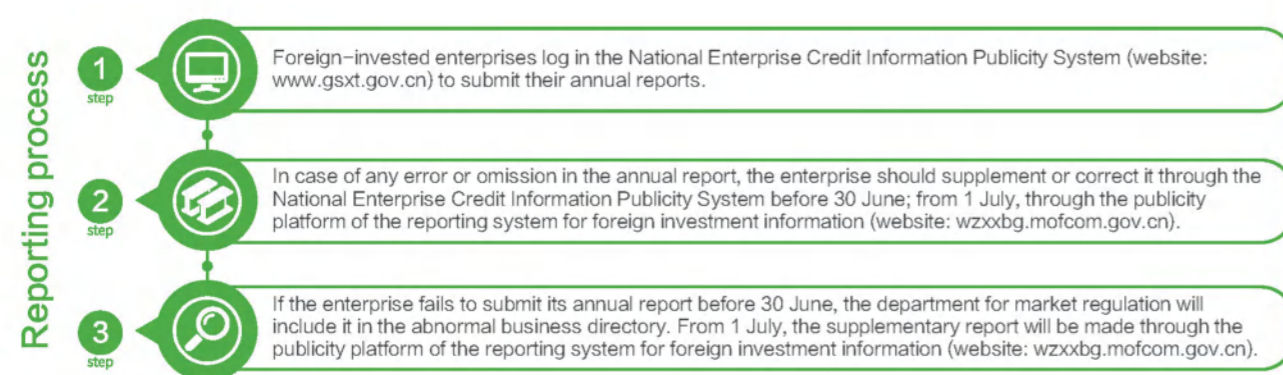 Reporting process
1
step
Foreign-invested enterprises log in the National Enterprise Credit Information Publicity System (website:
www.gsxt.gov.cn) to submit their annual reports.
2
step
In case of any error or omission in the annual report, the enterprise should supplement or correct it through the
National Enterprise Credit Information Publicity System before 30 June; from 1 July, through the publicity
platform of the reporting system for foreign investment information (website: wzxxbg.mofcom.gov.cn).
3
step
If the enterprise fails to submit its annual report before 30 June, the department for market regulation will
include it in the abnormal business directory. From 1 July, the supplementary report will be made through the
publicity platform of the reporting system for foreign investment information (website: wzxxbg.mofcom.gov.cn).